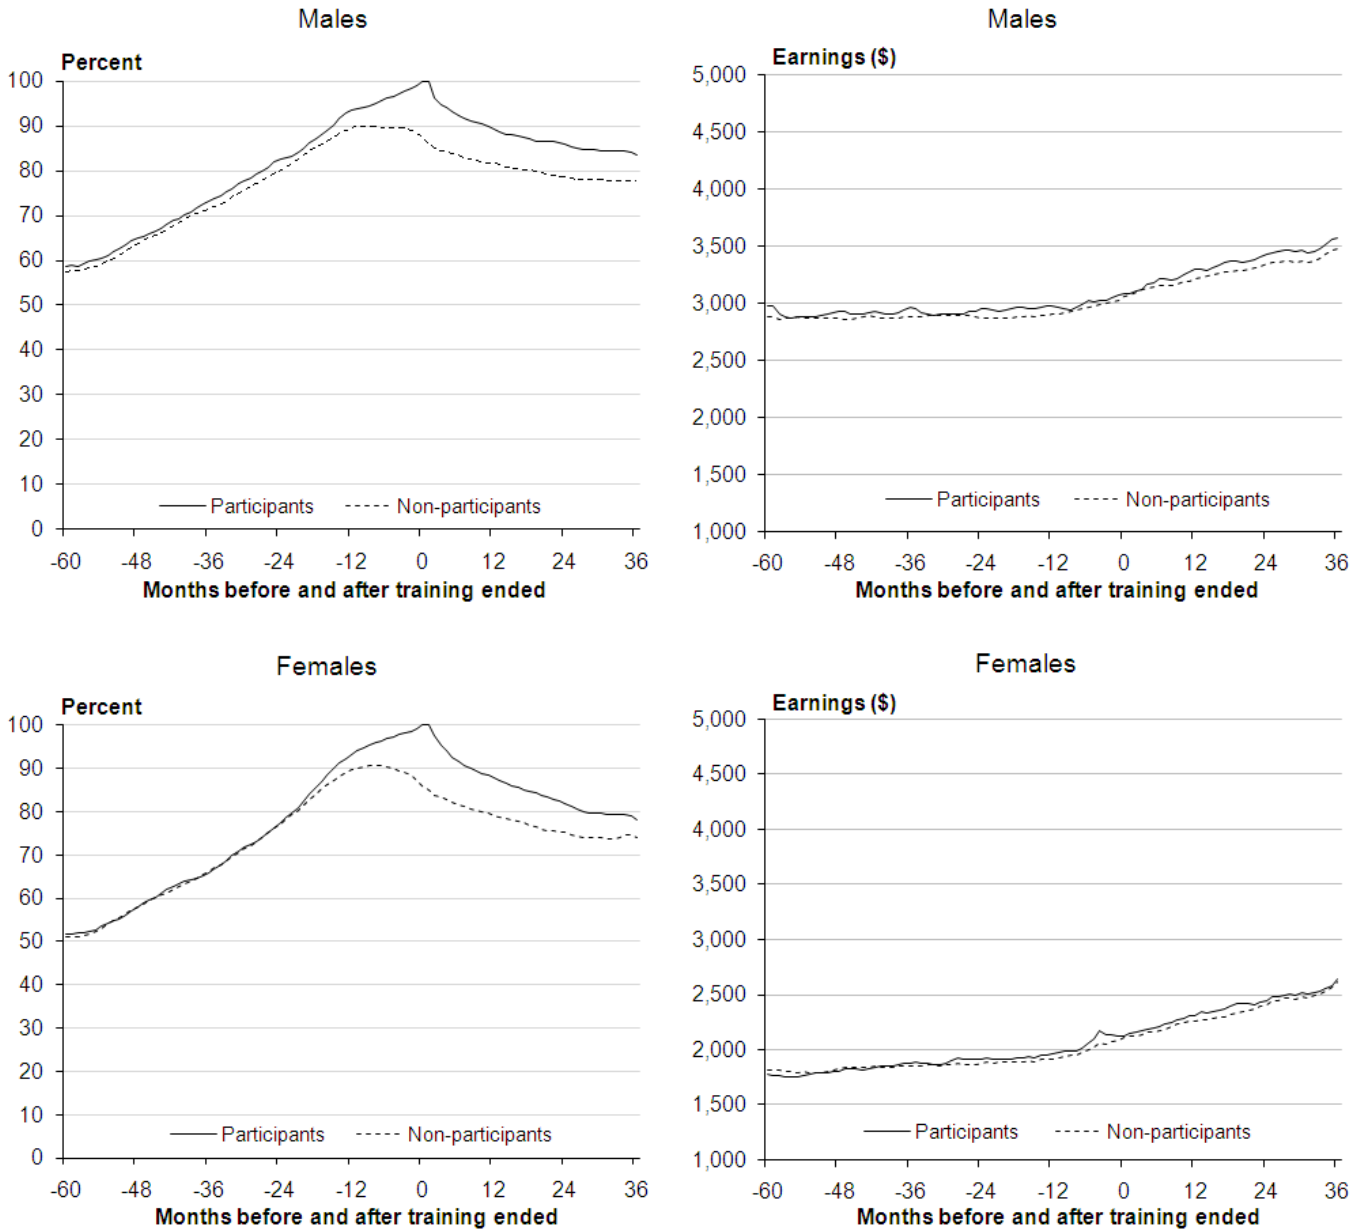 Males
Percent
100
90
80
70
60
50
40
30
20
10
0
Participants Non-participants
-60 -48 -36 -24 -12 0 12 24 36
Months before and after training ended
Males
Earnings ($)
5,000
4,500
4,000
3,500
3,000
2,500
2,000
1,500
1,000
Participants Non-participants
-60 -48 -36 -24 -12 0 12 24 36
Months before and after training ended
Females
Percent
100
90
80
70
60
50
40
30
20
10
0
Participants Non-participants
-60 -48 -36 -24 -12 0 12 24 36
Months before and after training ended
Females
Earnings ($)
5,000
4,500
4,000
3,500
3,000
2,500
2,000
1,500
1,000
Participants Non-participants
-60 -48 -36 -24 -12 0 12 24 36
Months before and after training ended